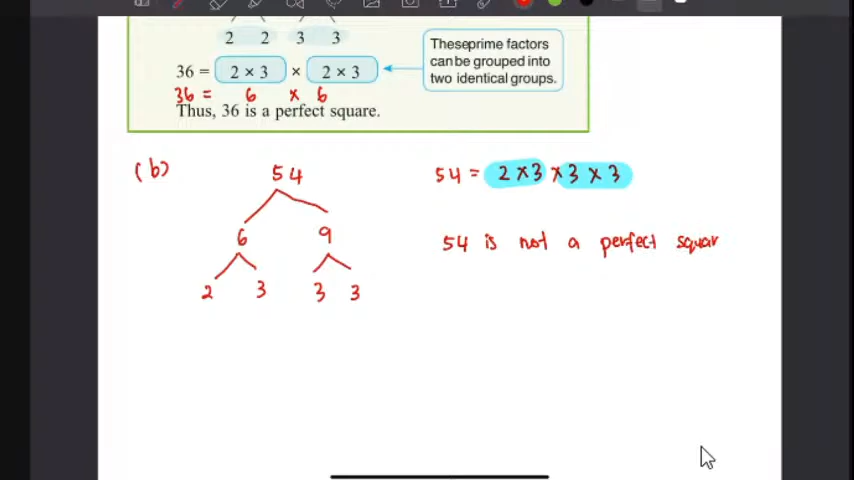 2 2 3 3
36 = 2 × 3 × 2 × 3
36 = 6 × 6
Thus, 36 is a perfect square.
Theseprime factors
can be grouped into
two identical groups.
(b) 54
6 9
2 3 3 3
54 = 2 × 3 × 3 × 3
54 is not a perfect squar